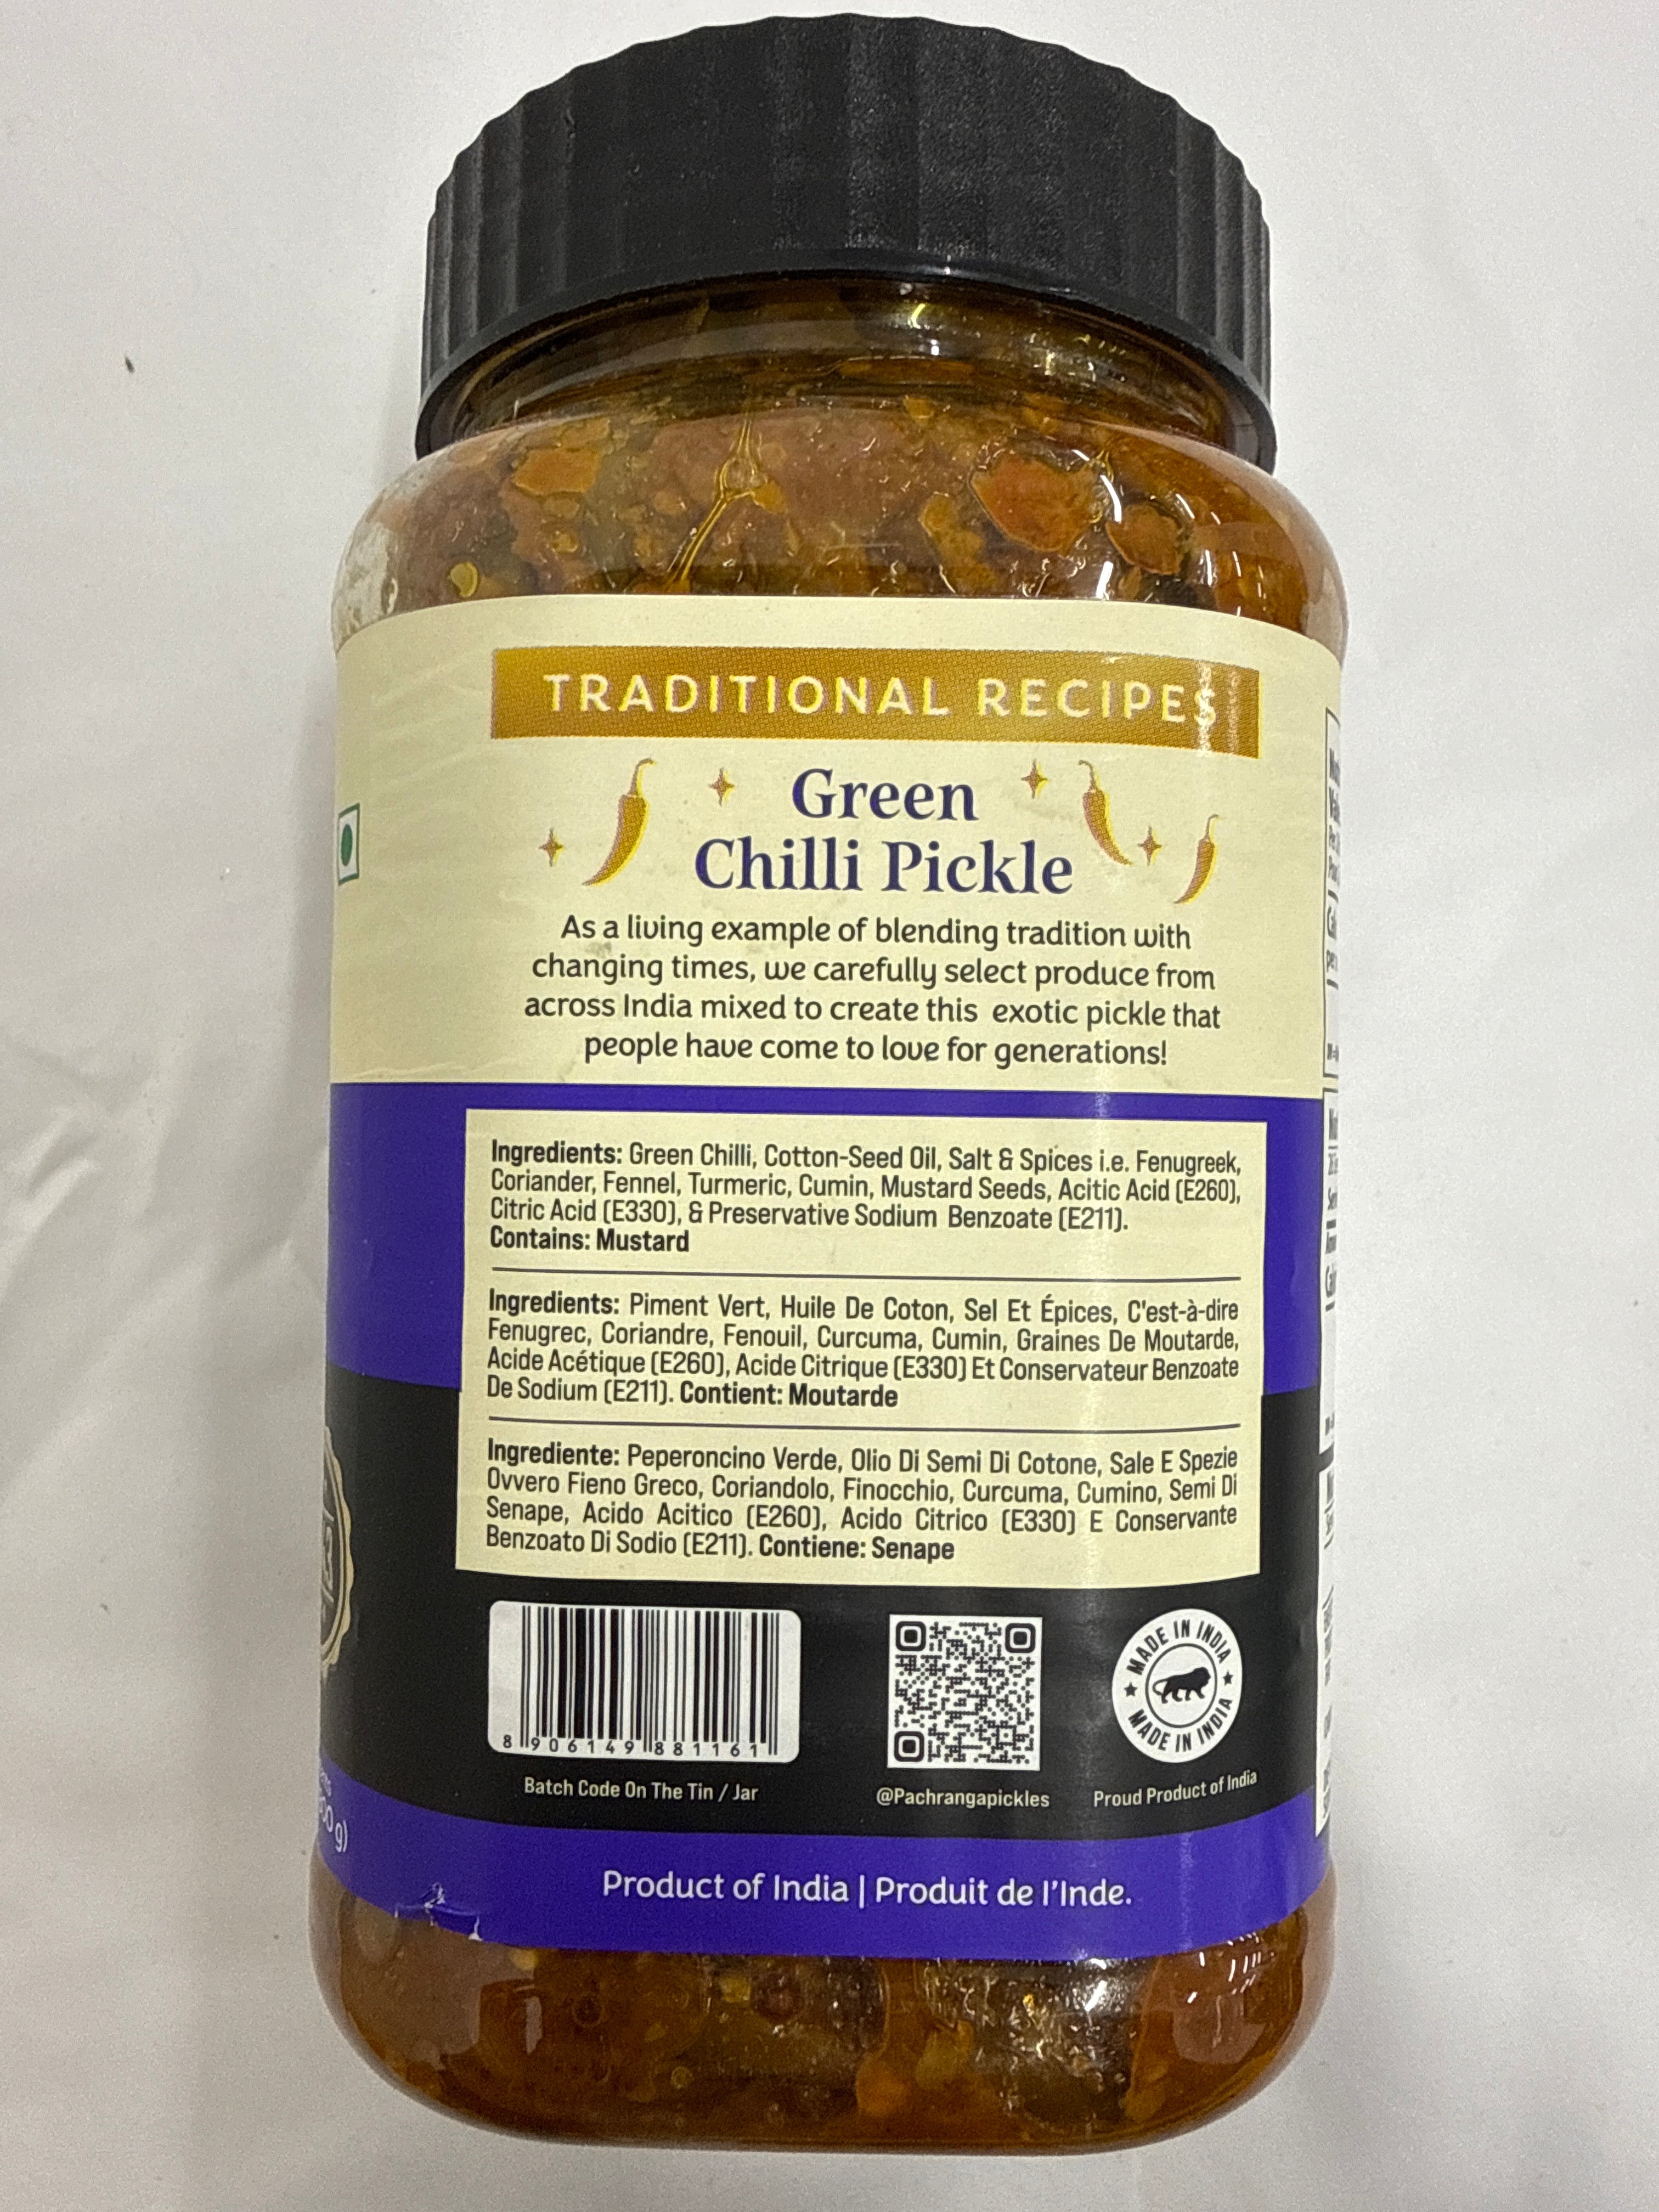 TRADITIONAL RECIPES
Green
Chilli Pickle
As a living example of blending tradition with
changing times, we carefully select produce from
across India mixed to create this exotic pickle that
people have come to love for generations!
Ingredients: Green Chilli, Cotton-Seed Oil, Salt & Spices i.e. Fenugreek,
Coriander, Fennel, Turmeric, Cumin, Mustard Seeds, Acitic Acid (E260),
Citric Acid (E330), & Preservative Sodium Benzoate (E211).
Contains: Mustard
Ingredients: Piment Vert, Huile De Coton, Sel Et Épices, C'est-à-dire
Fenugrec, Coriandre, Fenouil, Curcuma, Cumin, Graines De Moutarde,
Acide Acétique (E260), Acide Citrique (E330) Et Conservateur Benzoate
De Sodium (E211). Contient: Moutarde
Ingrediente: Peperoncino Verde, Olio Di Semi Di Cotone, Sale E Spezie
Ovvero Fieno Greco, Coriandolo, Finocchio, Curcuma, Cumino, Semi Di
Senape, Acido Acitico (E260), Acido Citrico (E330) E Conservante
Benzoato Di Sodio (E211). Contiene: Senape
8 906149 881161
Batch Code On The Tin / Jar
@Pachrangapickles
MADE IN INDIA
MADE IN INDIA
Proud Product of India
Product of India | Produit de l'Inde.